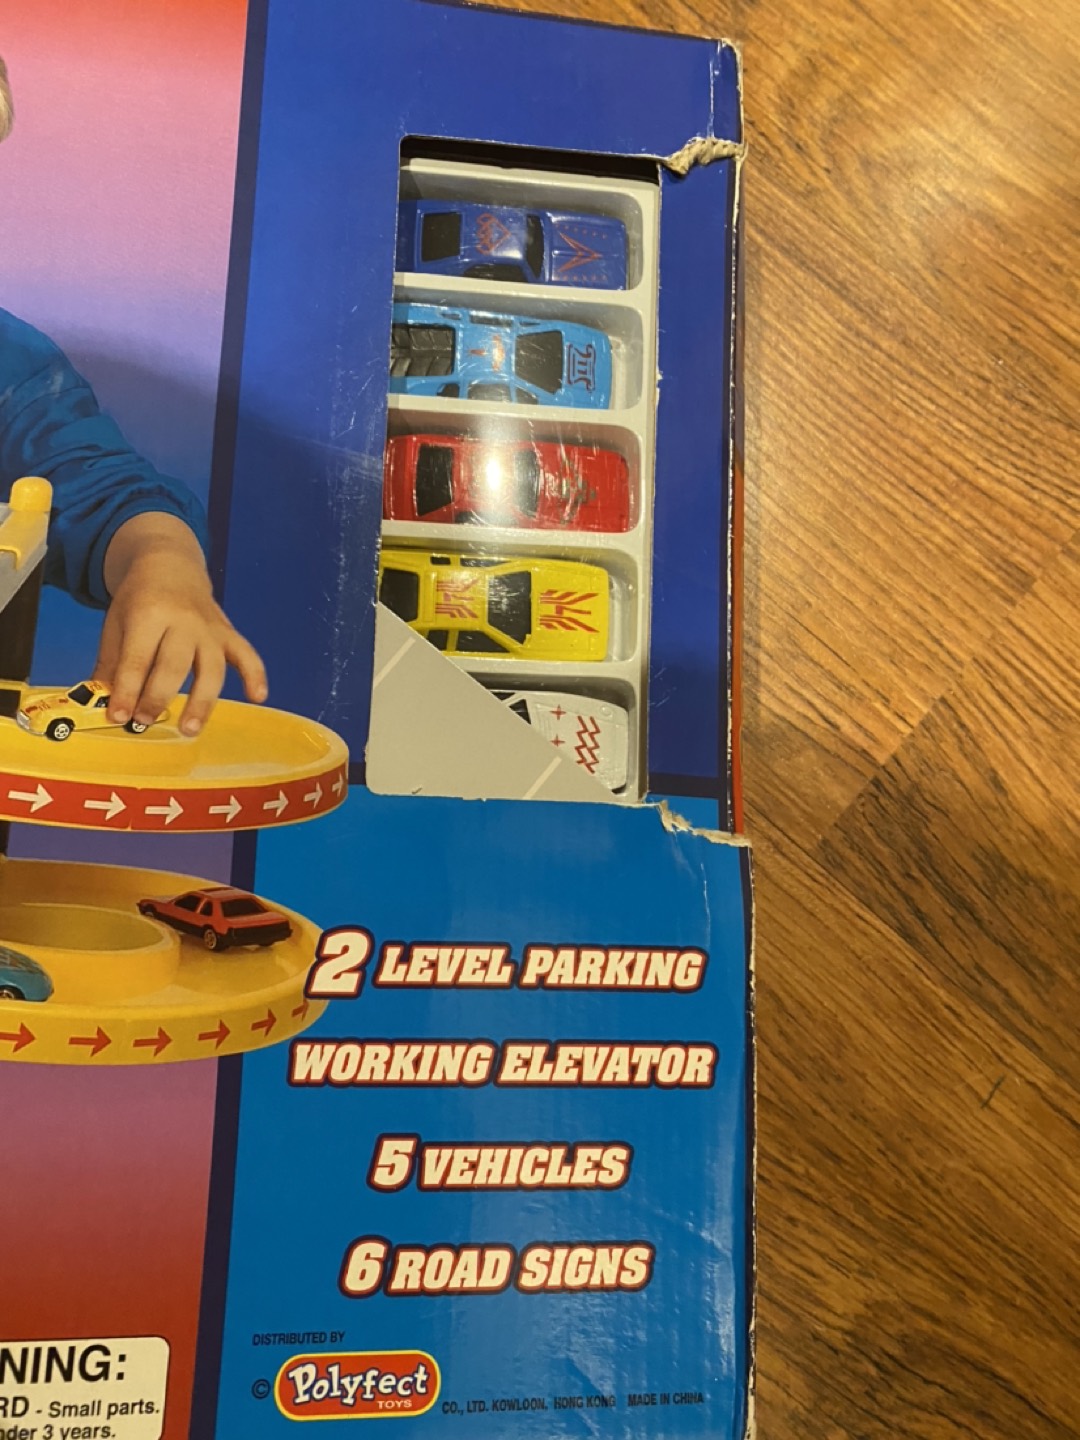 2 LEVEL PARKING
WORKING ELEVATOR
5 VEHICLES
6 ROAD SIGNS
DISTRIBUTED BY
© Polyfect TOYS CO., LTD. KOWLOON, HONG KONG MADE IN CHINA
NING:
RD - Small parts.
nder 3 years.